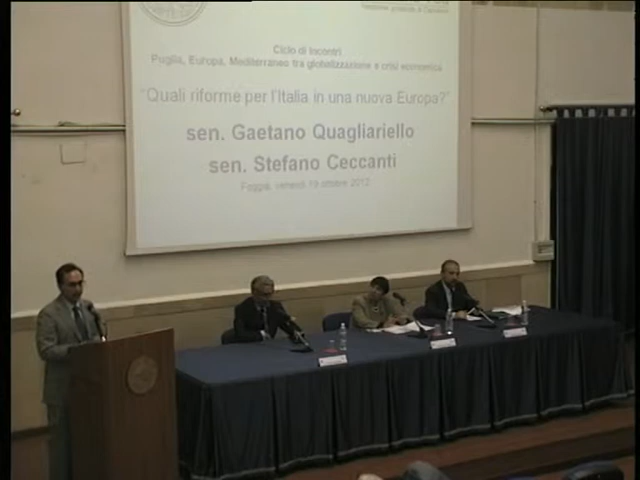 Ciclo di incontri
Puglia, Europa, Mediterraneo tra globalizzazione e crisi economica
"Quali riforme per l'Italia in una nuova Europa?"
sen. Gaetano Quagliariello
sen. Stefano Ceccanti
Foggia, venerdì 19 ottobre 2012